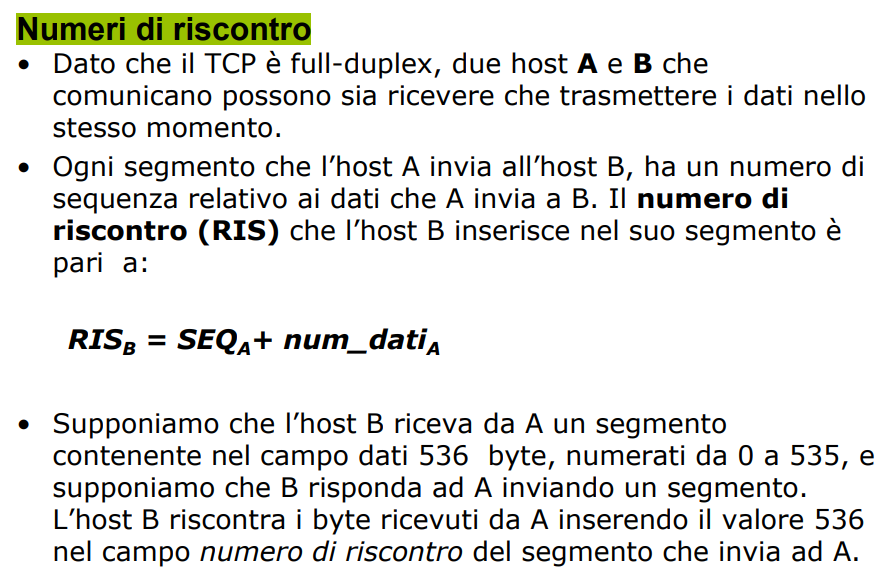 Numeri di riscontro
• Dato che il TCP è full-duplex, due host A e B che
comunicano possono sia ricevere che trasmettere i dati nello
stesso momento.
• Ogni segmento che l’host A invia all’host B, ha un numero di
sequenza relativo ai dati che A invia a B. Il numero di
riscontro (RIS) che l’host B inserisce nel suo segmento è
pari a:
RISB = SEQA+ num_datiA
• Supponiamo che l’host B riceva da A un segmento
contenente nel campo dati 536 byte, numerati da 0 a 535, e
supponiamo che B risponda ad A inviando un segmento.
L’host B riscontra i byte ricevuti da A inserendo il valore 536
nel campo numero di riscontro del segmento che invia ad A.